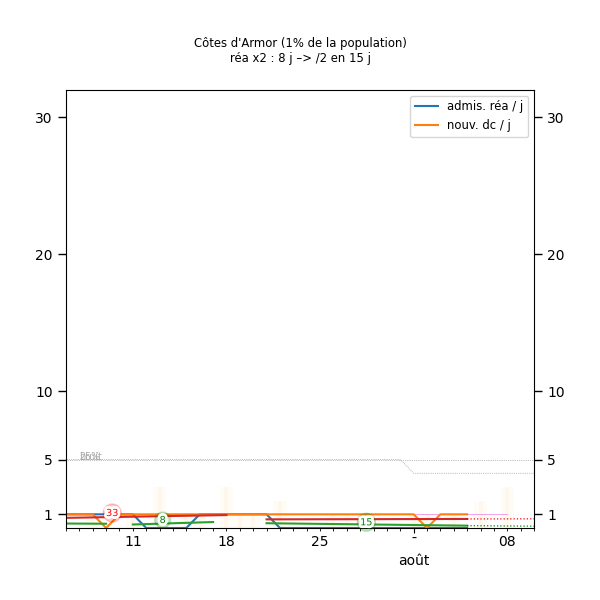 Côtes d'Armor (1% de la population)
réa x2 : 8 j –> /2 en 15 j
admis. réa / j
nouv. dc / j
30 30
20 20
10 10
5 5
1 1
33
8
15
11 18 25 - 08
août